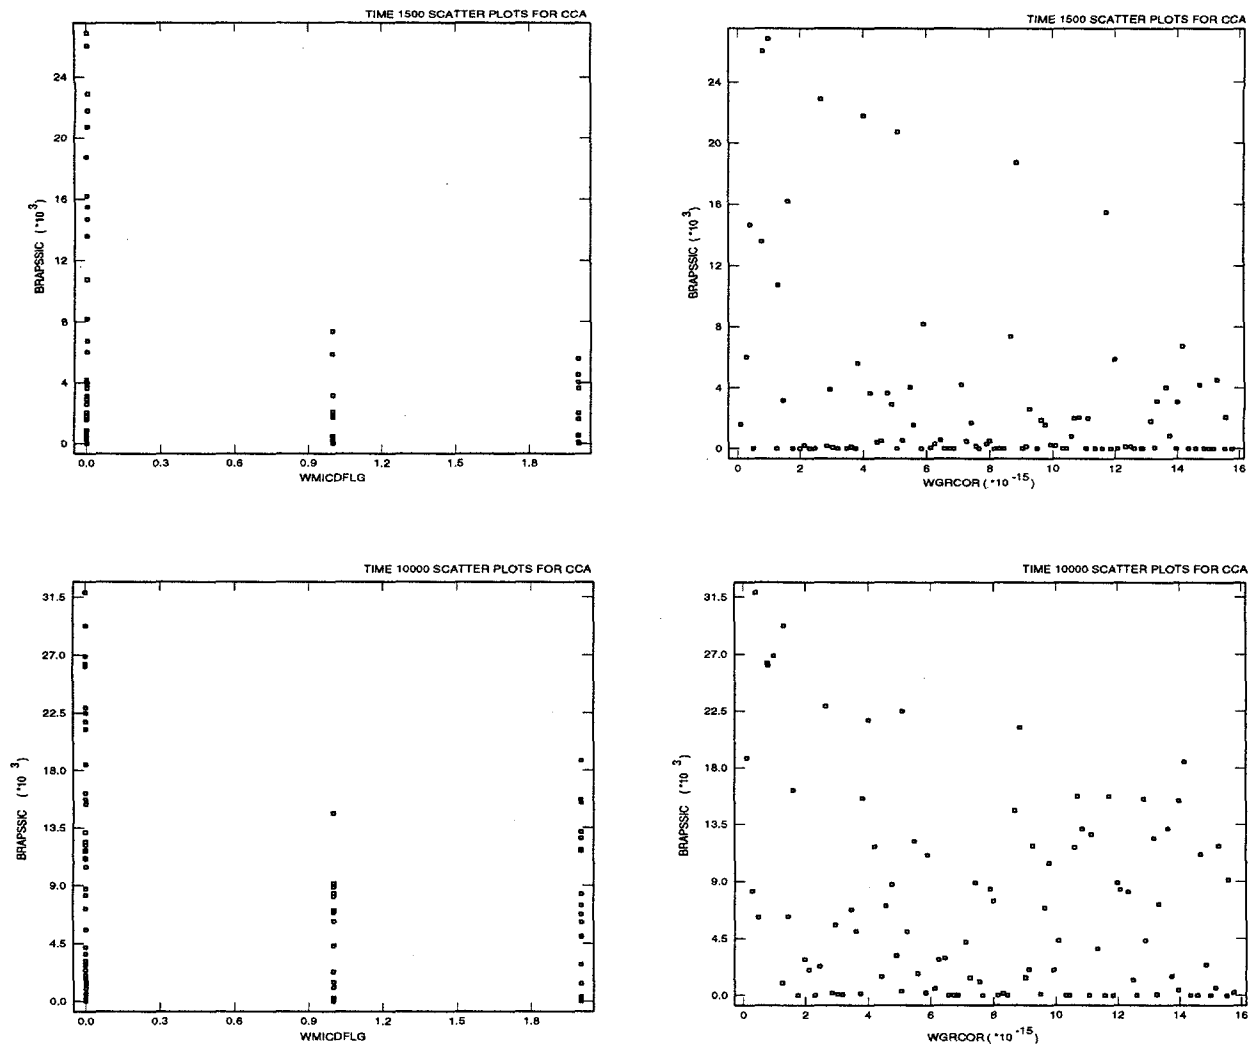 TIME 1500 SCATTER PLOTS FOR CCA
24
20
16
12
8
4
0
BRAPSSIC (*10 3)
0.0 0.3 0.6 0.9 1.2 1.5 1.8
WMICDFLG
TIME 1500 SCATTER PLOTS FOR CCA
24
20
16
12
8
4
0
BRAPSSIC (*10 3)
0 2 4 6 8 10 12 14 16
WGRCOR (*10 -15)
TIME 10000 SCATTER PLOTS FOR CCA
31.5
27.0
22.5
18.0
13.5
9.0
4.5
0.0
BRAPSSIC (*10 3)
0.0 0.3 0.6 0.9 1.2 1.5 1.8
WMICDFLG
TIME 10000 SCATTER PLOTS FOR CCA
31.5
27.0
22.5
18.0
13.5
9.0
4.5
0.0
BRAPSSIC (*10 3)
0 2 4 6 8 10 12 14 16
WGRCOR (*10 -15)